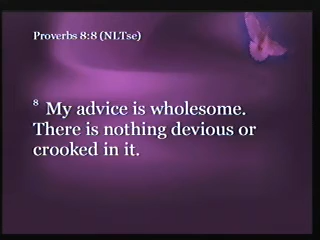 Proverbs 8:8 (NLTse)
8 My advice is wholesome.
There is nothing devious or
crooked in it.